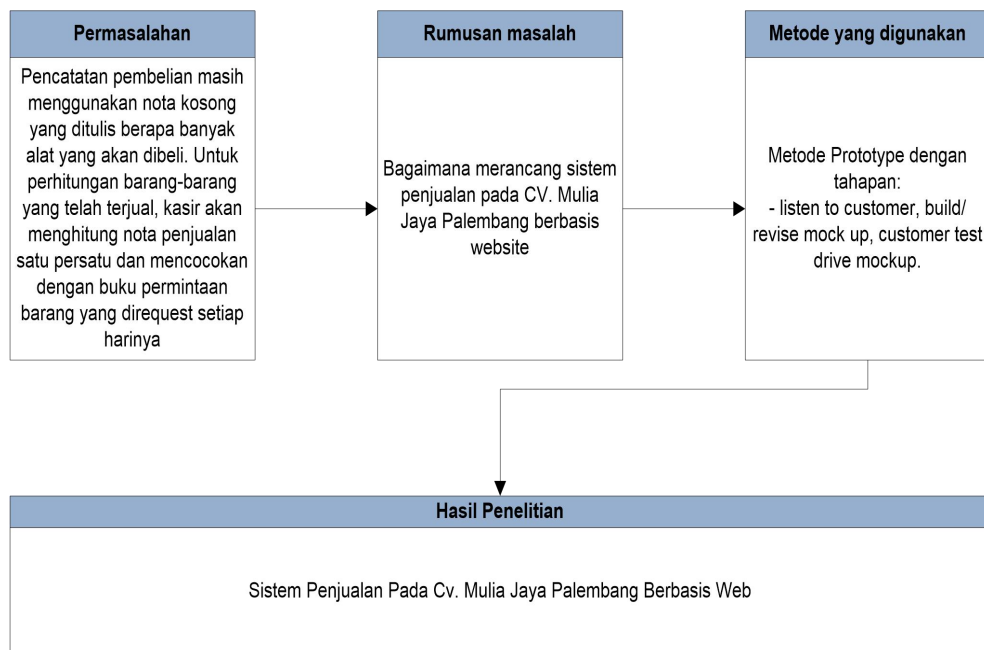 Permasalahan
Pencatatan pembelian masih
menggunakan nota kosong
yang ditulis berapa banyak
alat yang akan dibeli. Untuk
perhitungan barang-barang
yang telah terjual, kasir akan
menghitung nota penjualan
satu persatu dan mencocokan
dengan buku permintaan
barang yang direquest setiap
harinya
Rumusan masalah
Bagaimana merancang sistem
penjualan pada CV. Mulia
Jaya Palembang berbasis
website
Metode yang digunakan
Metode Prototype dengan
tahapan:
- listen to customer, build/
revise mock up, customer test
drive mockup.
Hasil Penelitian
Sistem Penjualan Pada Cv. Mulia Jaya Palembang Berbasis Web